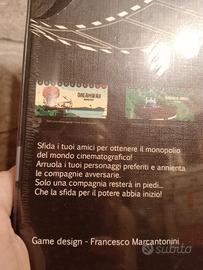 DREAMWAR
Sfida i tuoi amici per ottenere il monopolio
del mondo cinematografico!
Arruola i tuoi personaggi preferiti e annienta
le compagnie avversarie.
Solo una compagnia resterà in piedi...
Che la sfida per il potere abbia inizio!
Game design - Francesco Marcantonini
subito